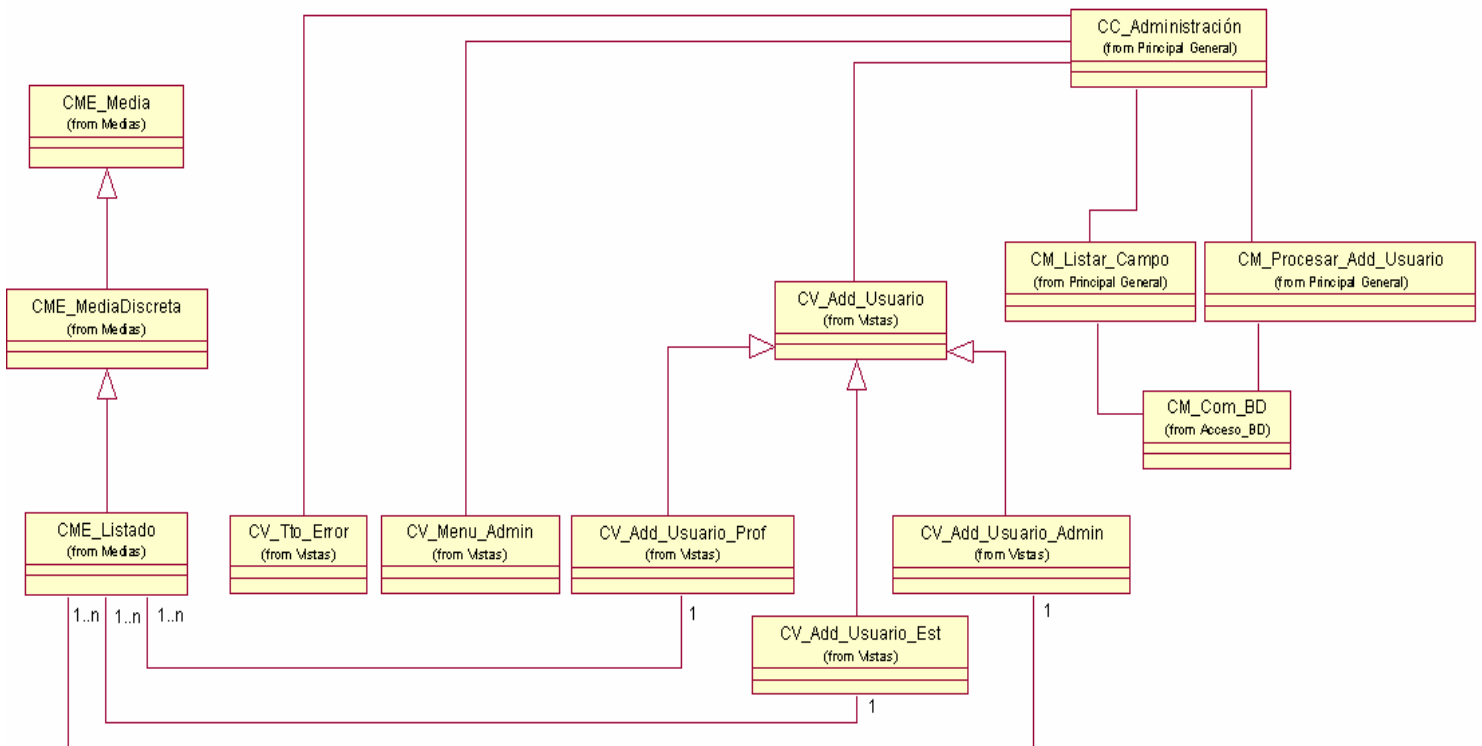 CC_Administración
(from Principal General)
CME_Media
(from Medias)
CM_Listar_Campo
(from Principal General)
CM_Procesar_Add_Usuario
(from Principal General)
CME_MediaDiscreta
(from Medias)
CV_Add_Usuario
(from Vistas)
CM_Com_BD
(from Acceso_BD)
CME_Listado
(from Medias)
CV_Tto_Error
(from Vistas)
CV_Menu_Admin
(from Vistas)
CV_Add_Usuario_Prof
(from Vistas)
CV_Add_Usuario_Admin
(from Vistas)
1..n
1..n
1..n
1
1
CV_Add_Usuario_Est
(from Vistas)
1